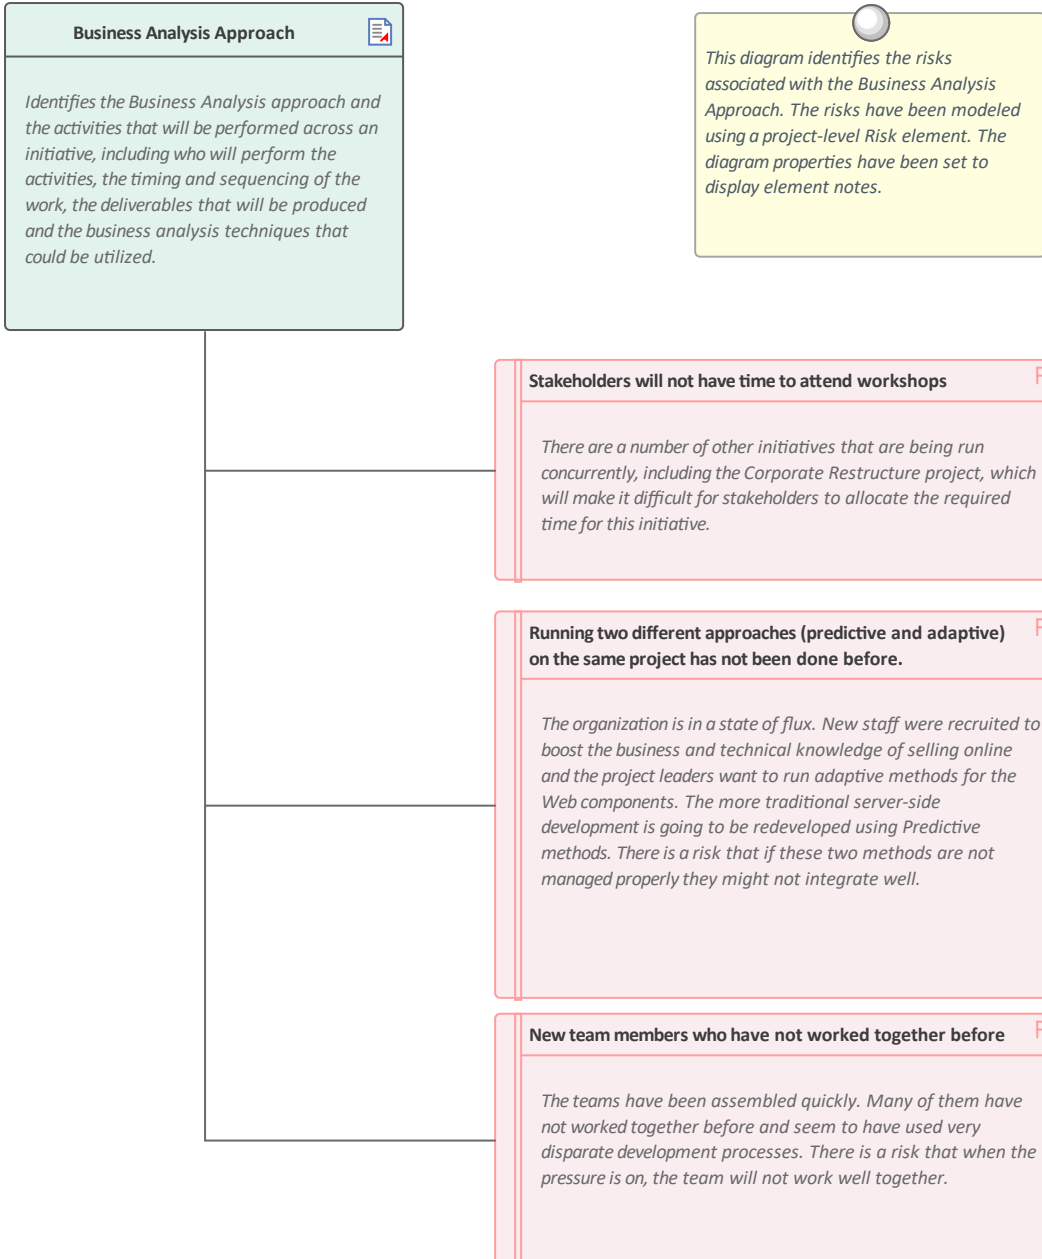 Business Analysis Approach
Identifies the Business Analysis approach and
the activities that will be performed across an
initiative, including who will perform the
activities, the timing and sequencing of the
work, the deliverables that will be produced
and the business analysis techniques that
could be utilized.
This diagram identifies the risks
associated with the Business Analysis
Approach. The risks have been modeled
using a project-level Risk element. The
diagram properties have been set to
display element notes.
Stakeholders will not have time to attend workshops
There are a number of other initiatives that are being run
concurrently, including the Corporate Restructure project, which
will make it difficult for stakeholders to allocate the required
time for this initiative.
Running two different approaches (predictive and adaptive)
on the same project has not been done before.
The organization is in a state of flux. New staff were recruited to
boost the business and technical knowledge of selling online
and the project leaders want to run adaptive methods for the
Web components. The more traditional server-side
development is going to be redeveloped using Predictive
methods. There is a risk that if these two methods are not
managed properly they might not integrate well.
New team members who have not worked together before
The teams have been assembled quickly. Many of them have
not worked together before and seem to have used very
disparate development processes. There is a risk that when the
pressure is on, the team will not work well together.